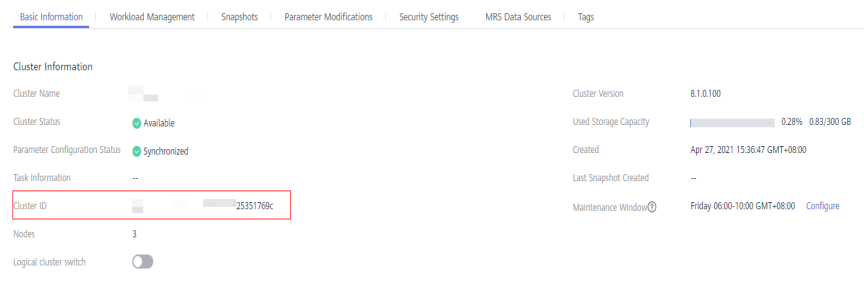 Basic Information Workload Management Snapshots Parameter Modifications Security Settings MRS Data Sources Tags
Cluster Information
Cluster Name
Cluster Version 8.1.0.100
Cluster Status Available
Used Storage Capacity 0.28% 0.83/300 GB
Parameter Configuration Status Synchronized
Created Apr 27, 2021 15:36:47 GMT+08:00
Task Information --
Last Snapshot Created --
Cluster ID 25351769c
Maintenance Window Friday 06:00-10:00 GMT+08:00 Configure
Nodes 3
Logical cluster switch